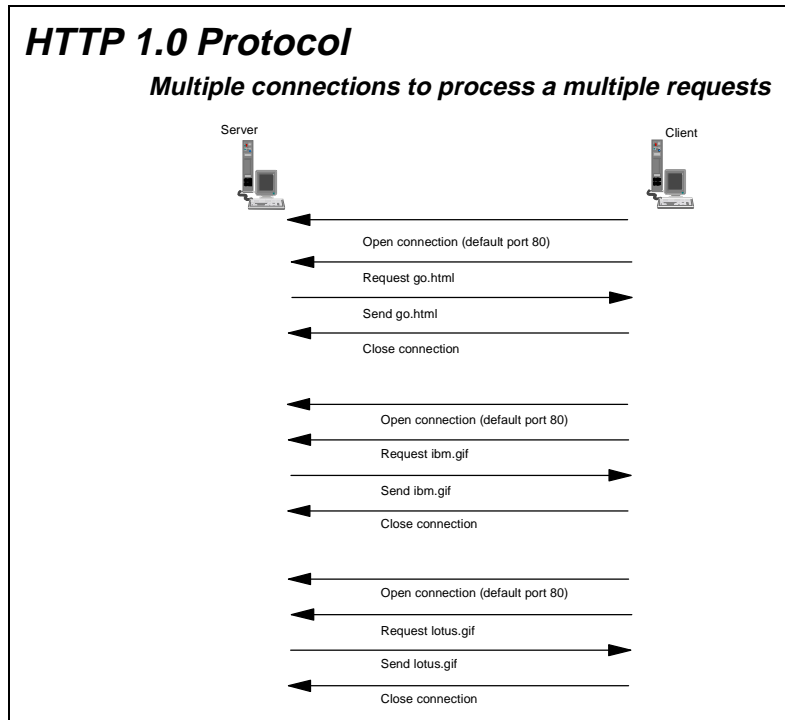 HTTP 1.0 Protocol
Multiple connections to process a multiple requests
Server
Client
Open connection (default port 80)
Request go.html
Send go.html
Close connection
Open connection (default port 80)
Request ibm.gif
Send ibm.gif
Close connection
Open connection (default port 80)
Request lotus.gif
Send lotus.gif
Close connection